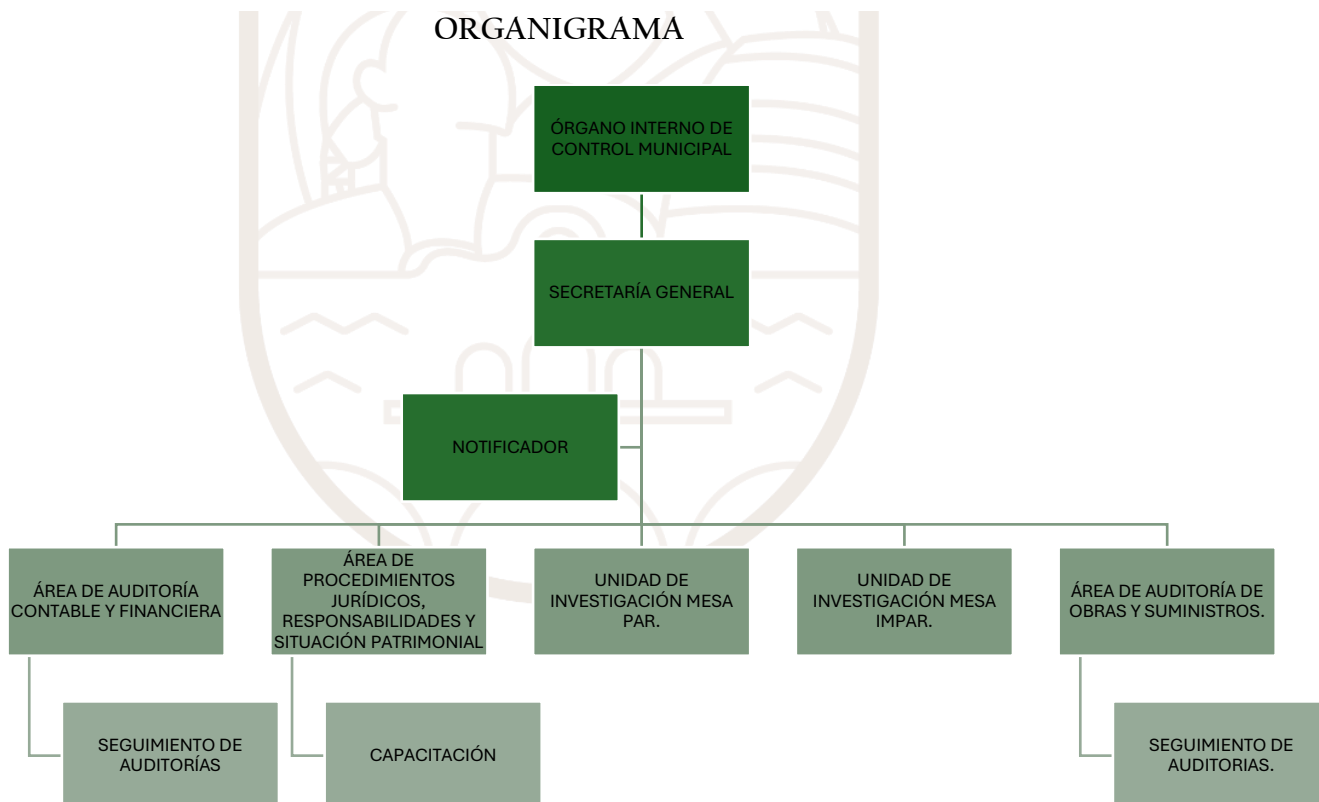 ORGANIGRAMA
ÓRGANO INTERNO DE
CONTROL MUNICIPAL
SECRETARÍA GENERAL
NOTIFICADOR
ÁREA DE AUDITORÍA
CONTABLE Y FINANCIERA
ÁREA DE
PROCEDIMIENTOS
JURÍDICOS,
RESPONSABILIDADES Y
SITUACIÓN PATRIMONIAL
UNIDAD DE
INVESTIGACIÓN MESA
PAR.
UNIDAD DE
INVESTIGACIÓN MESA
IMPAR.
ÁREA DE AUDITORÍA DE
OBRAS Y SUMINISTROS.
SEGUIMIENTO DE
AUDITORÍAS
CAPACITACIÓN
SEGUIMIENTO DE
AUDITORIAS.